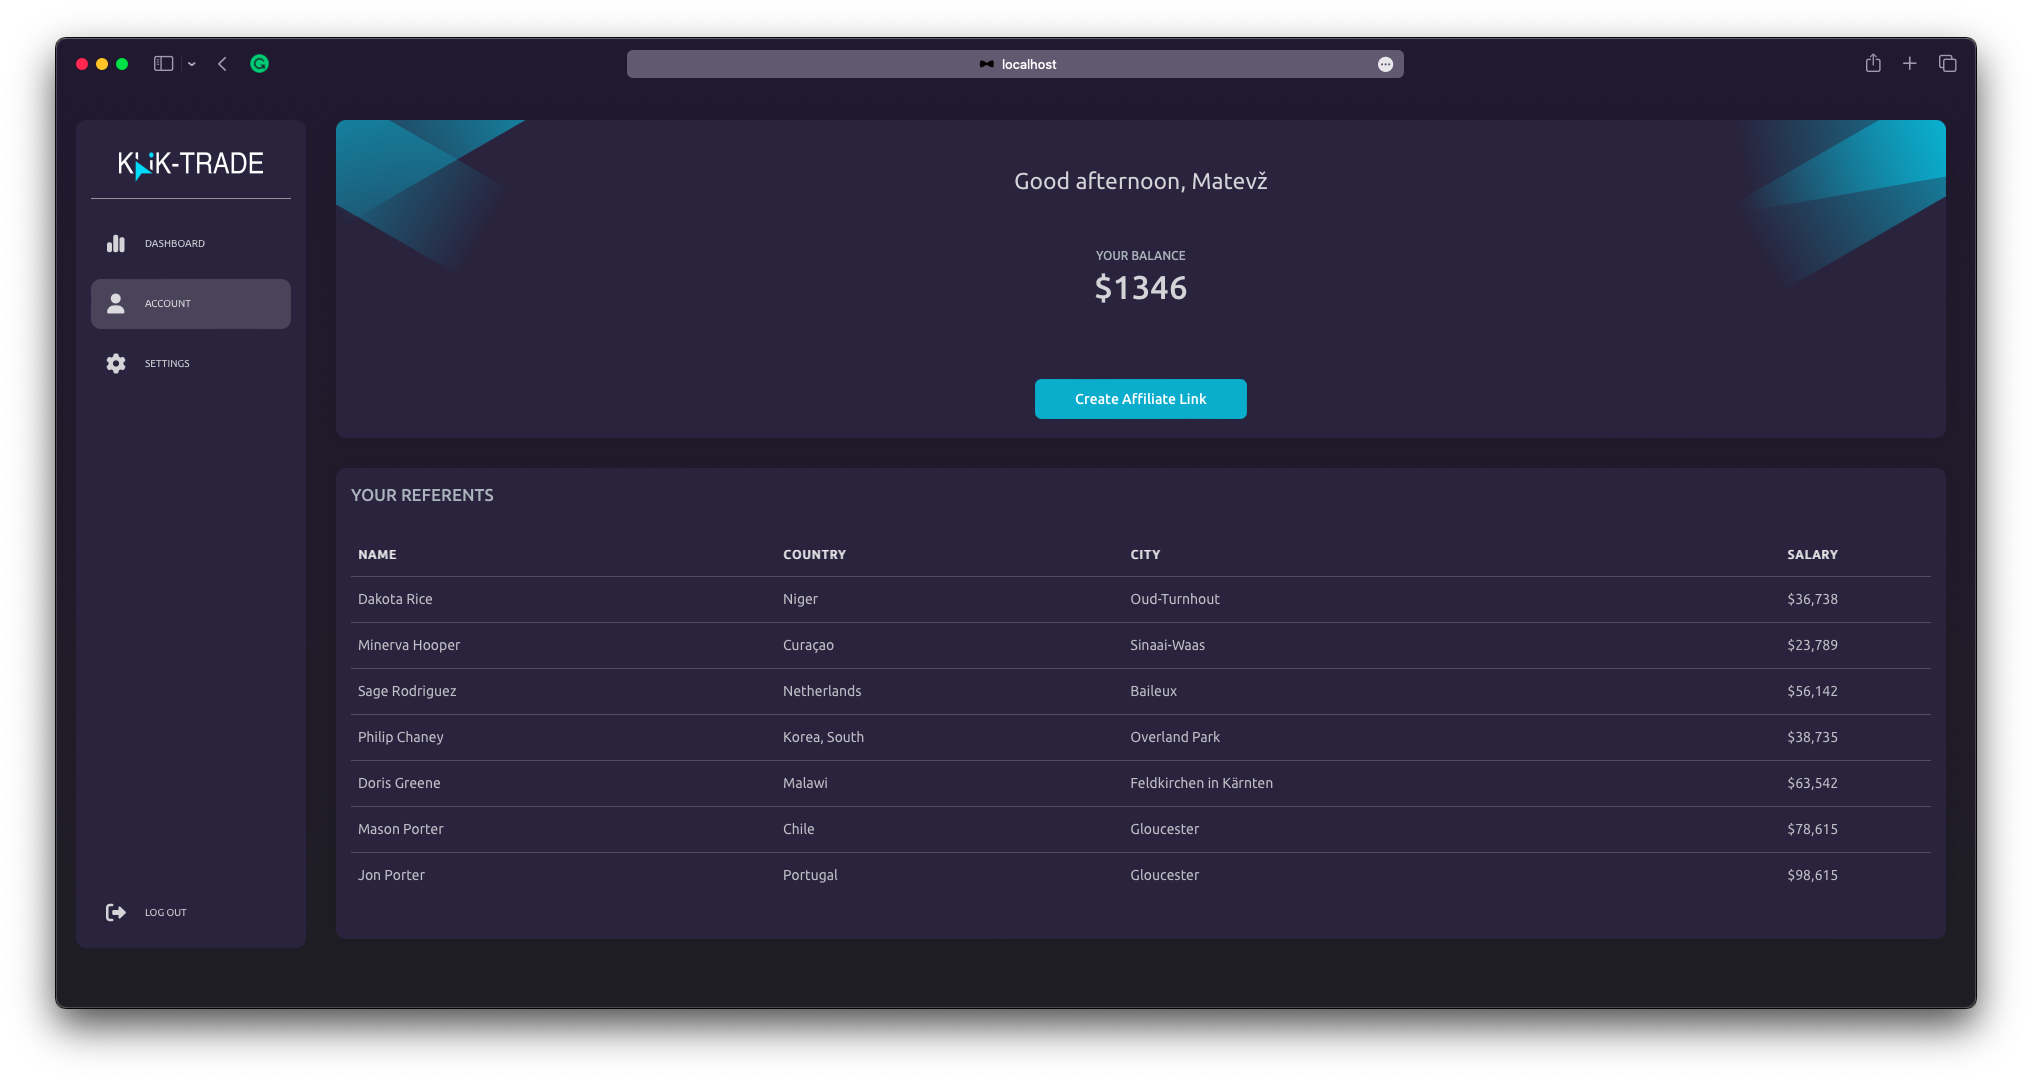 localhost
KLiK-TRADE
DASHBOARD
ACCOUNT
SETTINGS
LOG OUT
Good afternoon, Matevž
YOUR BALANCE
$1346
Create Affiliate Link
YOUR REFERENTS
NAME COUNTRY CITY SALARY
Dakota Rice Niger Oud-Turnhout $36,738
Minerva Hooper Curaçao Sinaai-Waas $23,789
Sage Rodriguez Netherlands Baileux $56,142
Philip Chaney Korea, South Overland Park $38,735
Doris Greene Malawi Feldkirchen in Kärnten $63,542
Mason Porter Chile Gloucester $78,615
Jon Porter Portugal Gloucester $98,615